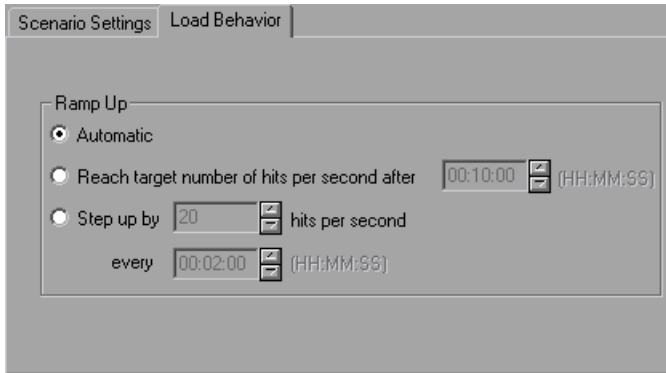 Scenario Settings Load Behavior
Ramp Up
Automatic
Reach target number of hits per second after 00:10:00 (HH:MM:SS)
Step up by 20 hits per second
every 00:02:00 (HH:MM:SS)